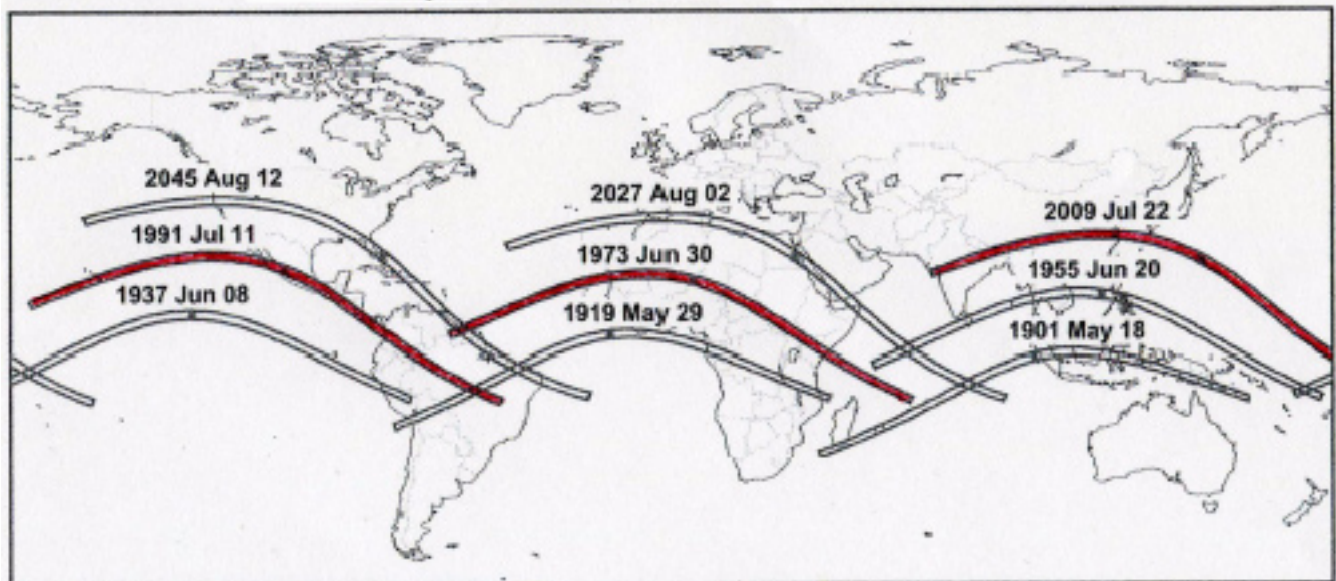 2045 Aug 12
2027 Aug 02
2009 Jul 22
1991 Jul 11
1973 Jun 30
1955 Jun 20
1937 Jun 08
1919 May 29
1901 May 18